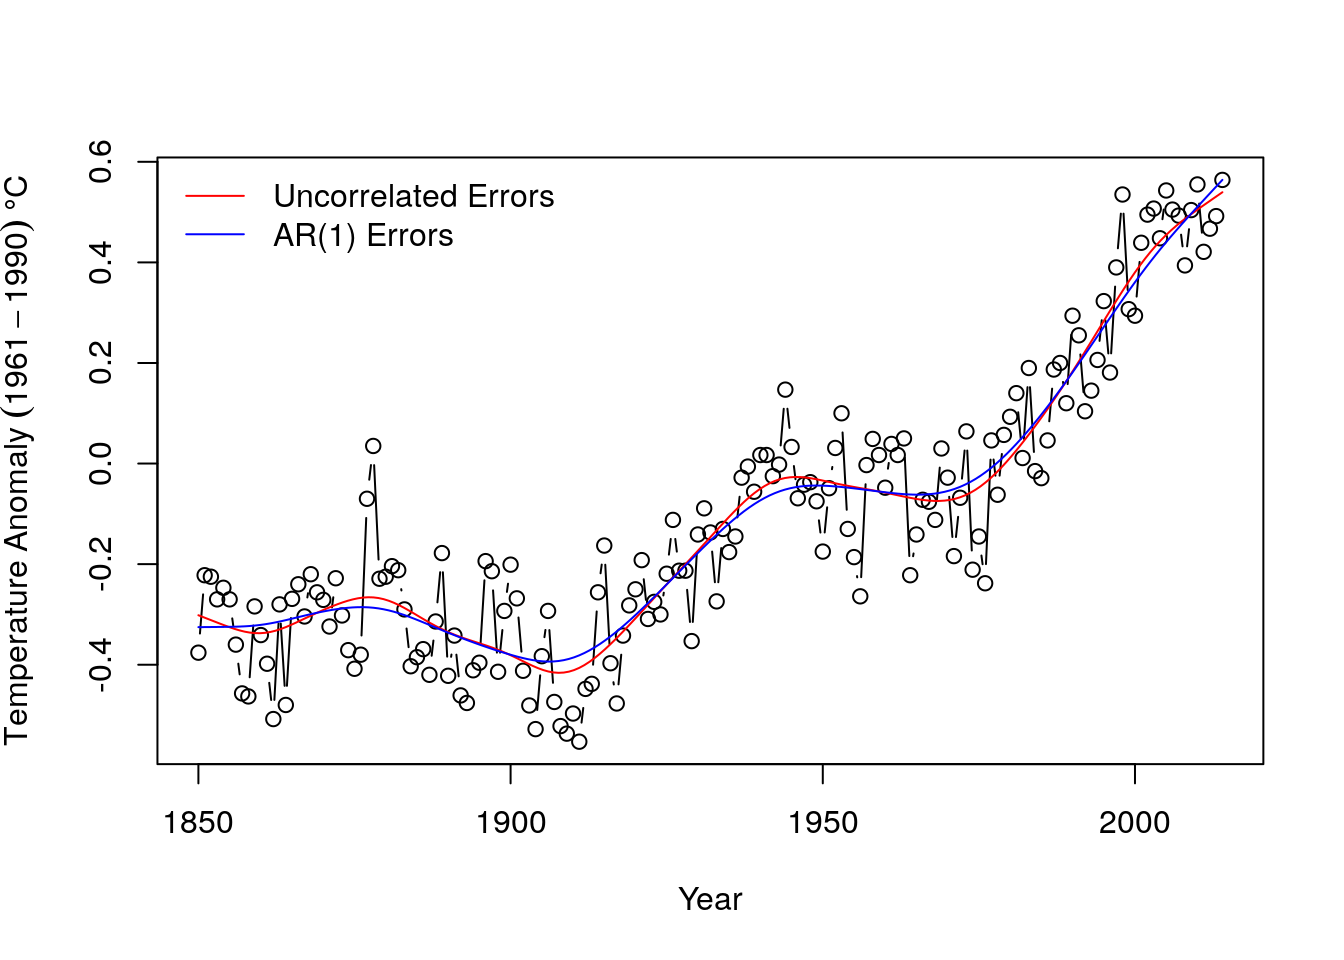 Uncorrelated Errors
AR(1) Errors
Temperature Anomaly (1961 − 1990) °C
0.6
0.4
0.2
0.0
-0.2
-0.4
1850
1900
1950
2000
Year